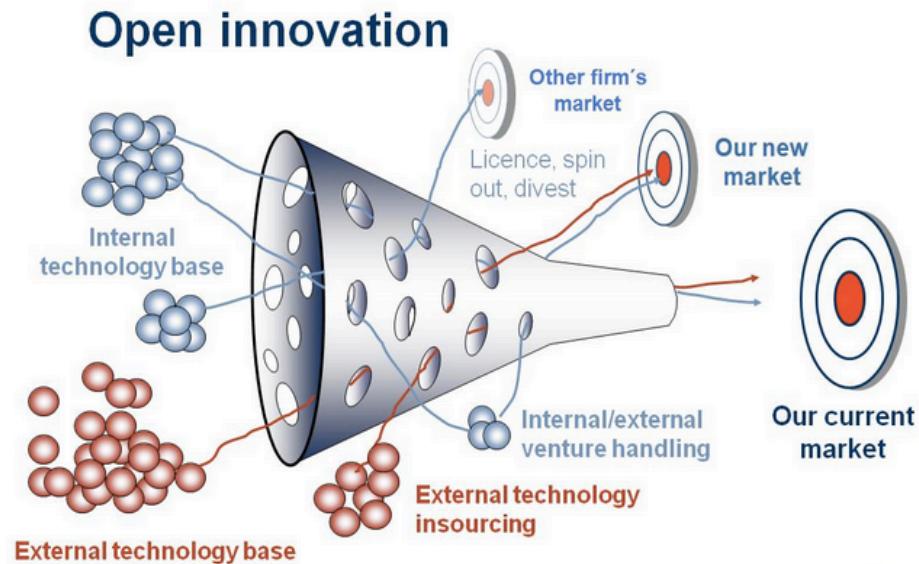 Open innovation
Other firm´s
market
Licence, spin
out, divest
Our new
market
Internal
technology base
Our current
market
Internal/external
venture handling
External technology
insourcing
External technology base